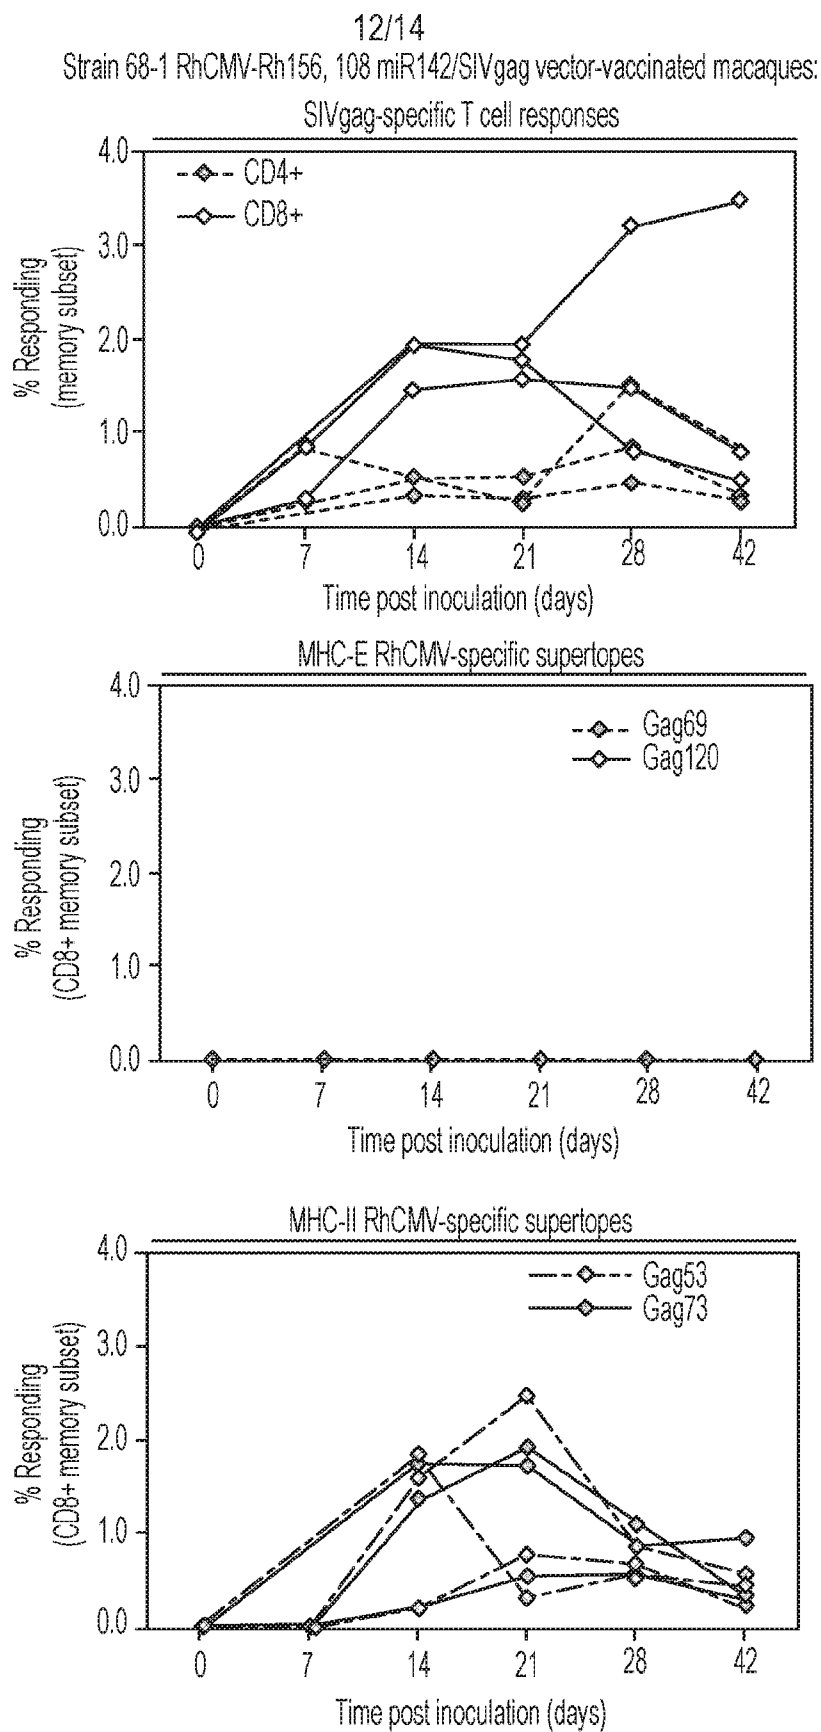 12/14
Strain 68-1 RhCMV-Rh156, 108 miR142/SIVgag vector-vaccinated macaques:
SIVgag-specific T cell responses
4.0
3.0
2.0
1.0
0.0
% Responding
(memory subset)
CD4+
CD8+
0 7 14 21 28 42
Time post inoculation (days)
MHC-E RhCMV-specific supertopes
4.0
3.0
2.0
1.0
0.0
% Responding
(CD8+ memory subset)
Gag69
Gag120
0 7 14 21 28 42
Time post inoculation (days)
MHC-II RhCMV-specific supertopes
4.0
3.0
2.0
1.0
0.0
% Responding
(CD8+ memory subset)
Gag53
Gag73
0 7 14 21 28 42
Time post inoculation (days)